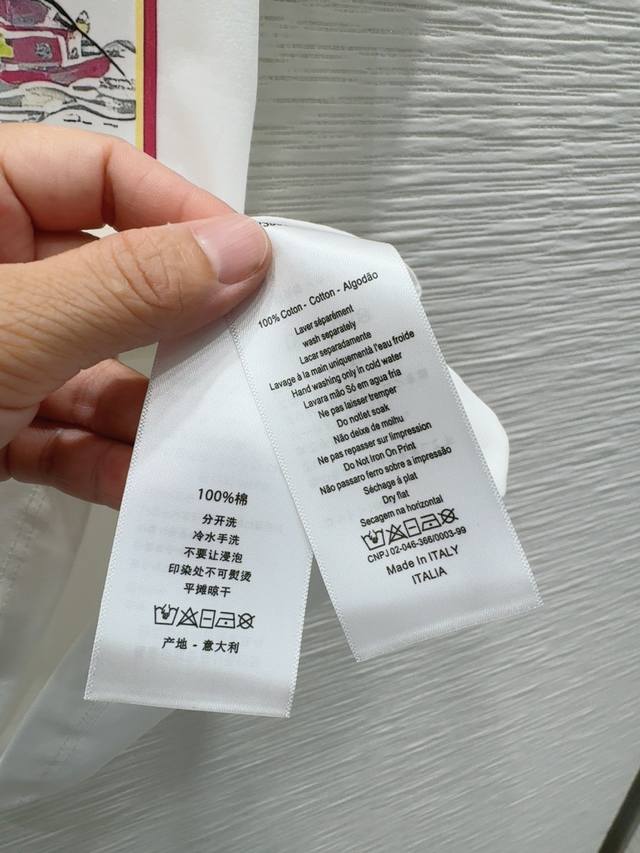 100%棉
分开洗
冷水手洗
不要让浸泡
印染处不可熨烫
平摊晾干
产地 - 意大利
100% Coton - Cotton - Algodão
Laver séparément
wash separately
Lacar separadamente
Lavage à la main uniquementà l'eau froide
Hand washing only in cold water
Lavara mão Só em agua fria
Ne pas laisser tremper
Do notlet soak
Não deixe de molhu
Ne pas repasser sur limpression
Do Not Iron On Print
Não passaro ferro sobre a impressão
Séchage à plat
Dry flat
Secagem na horizontal
CNPJ 02-046-366/0003-99
Made In ITALY
ITALIA